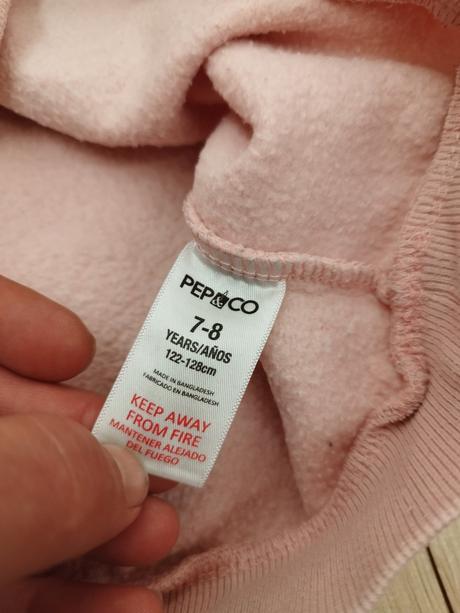 PEP&CO
7-8
YEARS/AÑOS
122-128cm
MADE IN BANGLADESH
FABRICADO EN BANGLADESH
KEEP AWAY
FROM FIRE
MANTENER ALEJADO
DEL FUEGO